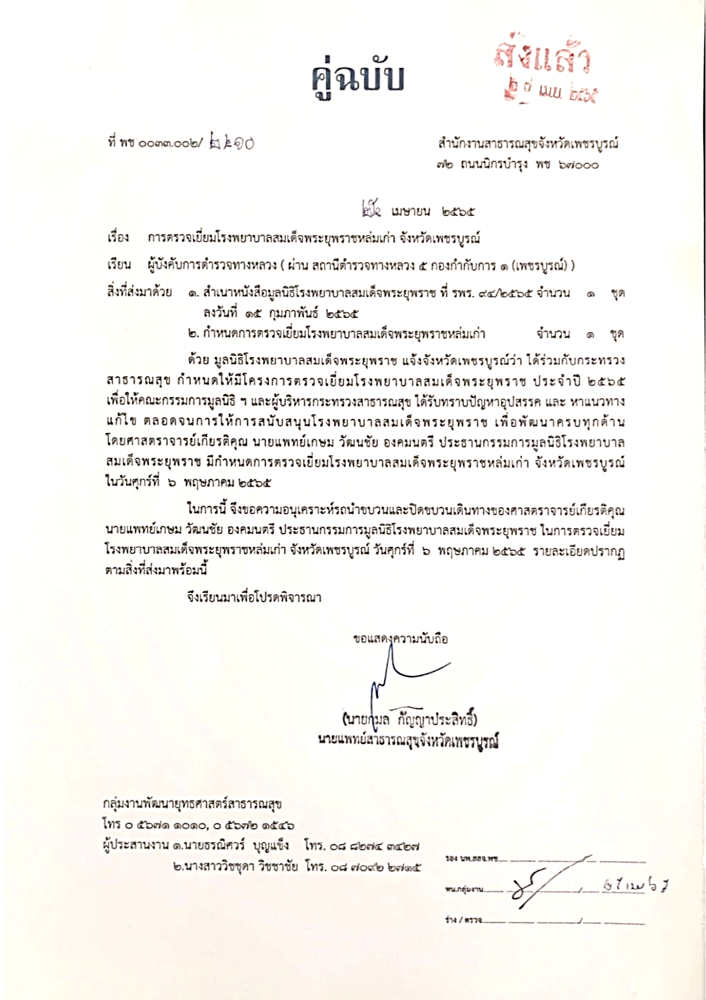 คู่ฉบับ
ส่งแล้ว
๒ ๗ เม.ย. ๒๕๖๕
ที่ พช ๐๐๓๓.๐๐๒/
สำนักงานสาธารณสุขจังหวัดเพชรบูรณ์
๗๒ ถนนนิกรบำรุง พช ๖๗๐๐๐
เมษายน ๒๕๖๕
เรื่อง การตรวจเยี่ยมโรงพยาบาลสมเด็จพระยุพราชหล่มเก่า จังหวัดเพชรบูรณ์
เรียน ผู้บังคับการตำรวจทางหลวง ( ผ่าน สถานีตำรวจทางหลวง ๕ กองกำกับการ ๑ (เพชรบูรณ์) )
สิ่งที่ส่งมาด้วย ๑. สำเนาหนังสือมูลนิธิโรงพยาบาลสมเด็จพระยุพราช ที่ รพร. ๙๔/๒๕๖๕ จำนวน ๑ ชุด
ลงวันที่ ๑๕ กุมภาพันธ์ ๒๕๖๕
๒. กำหนดการตรวจเยี่ยมโรงพยาบาลสมเด็จพระยุพราชหล่มเก่า จำนวน ๑ ชุด
ด้วย มูลนิธิโรงพยาบาลสมเด็จพระยุพราช แจ้งจังหวัดเพชรบูรณ์ว่า ได้ร่วมกับกระทรวง
สาธารณสุข กำหนดให้มีโครงการตรวจเยี่ยมโรงพยาบาลสมเด็จพระยุพราช ประจำปี ๒๕๖๕
เพื่อให้คณะกรรมการมูลนิธิ ฯ และผู้บริหารกระทรวงสาธารณสุข ได้รับทราบปัญหาอุปสรรค และ หาแนวทาง
แก้ไข ตลอดจนการให้การสนับสนุนโรงพยาบาลสมเด็จพระยุพราช เพื่อพัฒนาครบทุกด้าน
โดยศาสตราจารย์เกียรติคุณ นายแพทย์เกษม วัฒนชัย องคมนตรี ประธานกรรมการมูลนิธิโรงพยาบาล
สมเด็จพระยุพราช มีกำหนดการตรวจเยี่ยมโรงพยาบาลสมเด็จพระยุพราชหล่มเก่า จังหวัดเพชรบูรณ์
ในวันศุกร์ที่ ๖ พฤษภาคม ๒๕๖๕
ในการนี้ จึงขอความอนุเคราะห์รถนำขบวนและปิดขบวนเดินทางของศาสตราจารย์เกียรติคุณ
นายแพทย์เกษม วัฒนชัย องคมนตรี ประธานกรรมการมูลนิธิโรงพยาบาลสมเด็จพระยุพราช ในการตรวจเยี่ยม
โรงพยาบาลสมเด็จพระยุพราชหล่มเก่า จังหวัดเพชรบูรณ์ วันศุกร์ที่ ๖ พฤษภาคม ๒๕๖๕ รายละเอียดปรากฏ
ตามสิ่งที่ส่งมาพร้อมนี้
จึงเรียนมาเพื่อโปรดพิจารณา
ขอแสดงความนับถือ
(นายกมล กัญญาประสิทธิ์)
นายแพทย์สาธารณสุขจังหวัดเพชรบูรณ์
กลุ่มงานพัฒนายุทธศาสตร์สาธารณสุข
โทร ๐ ๕๖๗๑ ๑๐๑๐, ๐ ๕๖๗๒ ๑๕๔๖
ผู้ประสานงาน ๑.นายธรณิศวร์ บุญแข็ง โทร. ๐๘ ๘๒๗๔ ๓๔๒๗
๒.นางสาววิชชุดา วิชชาชัย โทร. ๐๘ ๗๐๙๒ ๒๗๑๕
รอง นพ.สสจ.พช
หน.กลุ่มงาน
ร่าง / ตรวจ